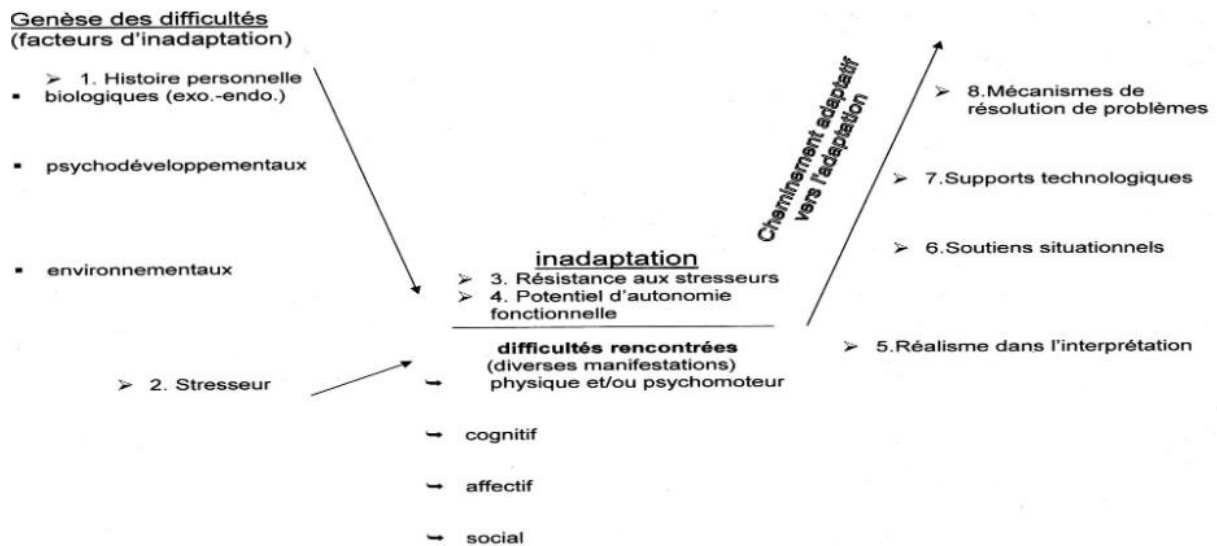 Genèse des difficultés
(facteurs d'inadaptation)
➢ 1. Histoire personnelle
▪ biologiques (exo.-endo.)
▪ psychodéveloppementaux
▪ environnementaux
➢ 2. Stresseur
inadaptation
➢ 3. Résistance aux stresseurs
➢ 4. Potentiel d'autonomie
fonctionnelle
difficultés rencontrées
(diverses manifestations)
physique et/ou psychomoteur
cognitif
affectif
social
Cheminement adaptatif
vers l'adaptation
➢ 8.Mécanismes de
résolution de problèmes
➢ 7.Supports technologiques
➢ 6.Soutiens situationnels
➢ 5.Réalisme dans l'interprétation